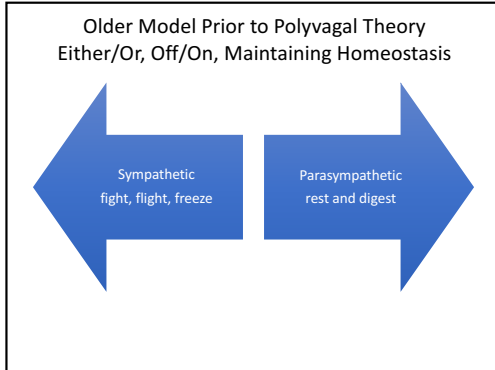 Older Model Prior to Polyvagal Theory
Either/Or, Off/On, Maintaining Homeostasis
Sympathetic
fight, flight, freeze
Parasympathetic
rest and digest